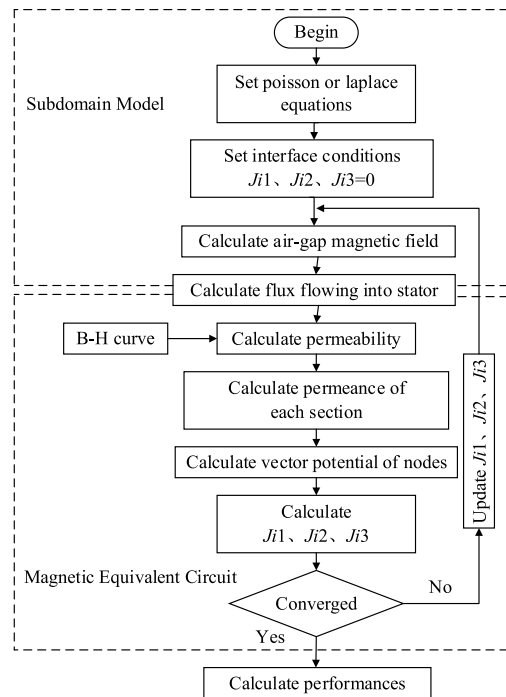 Begin
Subdomain Model
Set poisson or laplace
equations
Set interface conditions
Ji1、Ji2、Ji3=0
Calculate air-gap magnetic field
Calculate flux flowing into stator
B-H curve
Calculate permeability
Calculate permeance of
each section
Calculate vector potential of nodes
Calculate
Ji1、Ji2、Ji3
Update Ji1、Ji2、Ji3
Magnetic Equivalent Circuit
Converged
No
Yes
Calculate performances